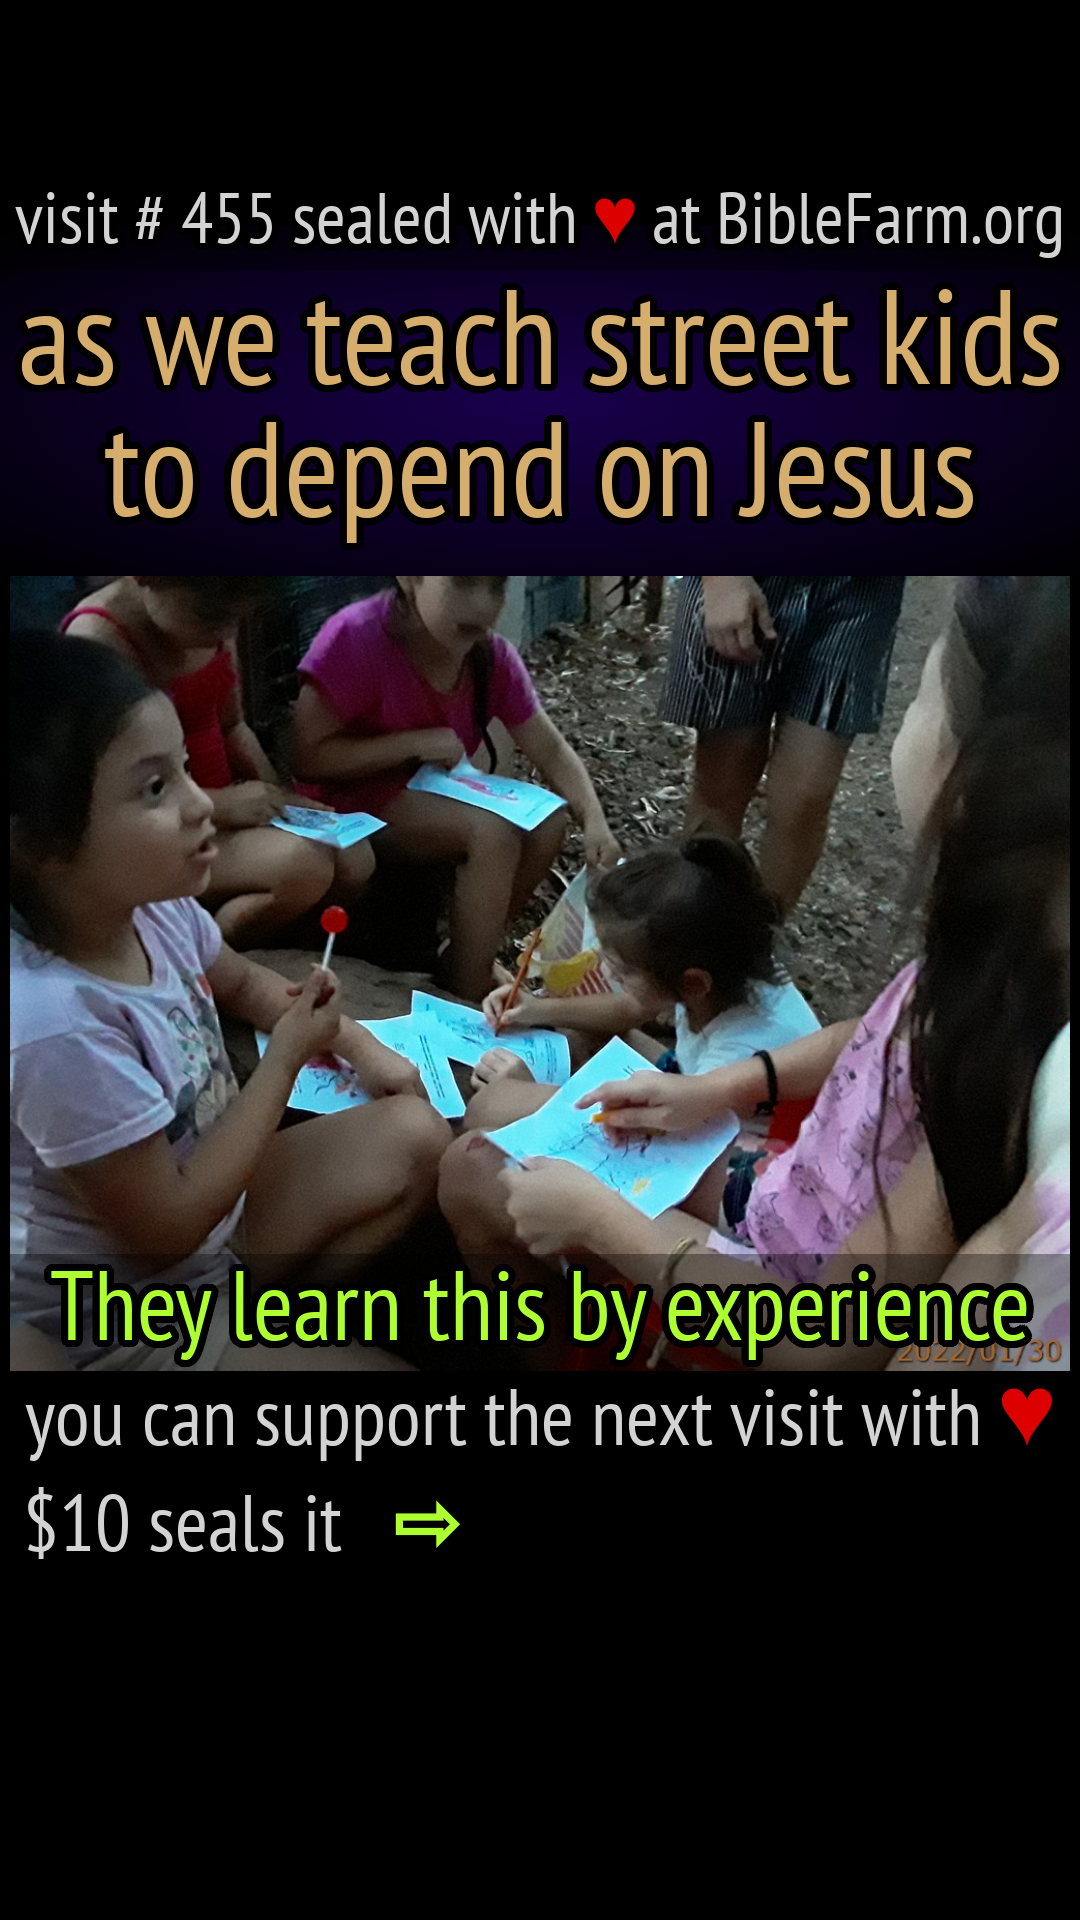 visit # 455 sealed with ♥ at BibleFarm.org
as we teach street kids
to depend on Jesus
They learn this by experience
2022/01/30
you can support the next visit with ♥
$10 seals it ⇨